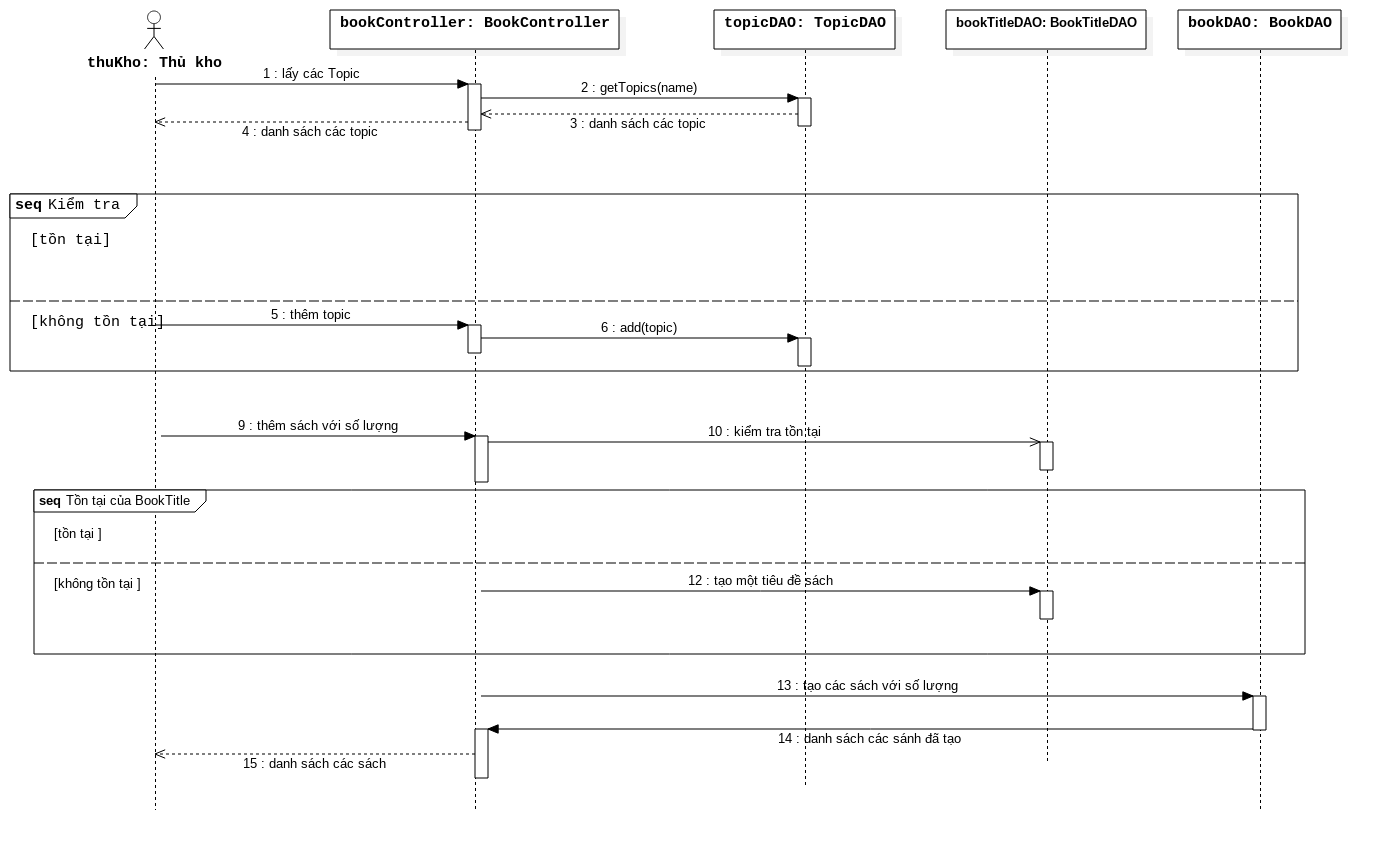 bookController: BookController
topicDAO: TopicDAO
bookTitleDAO: BookTitleDAO
bookDAO: BookDAO
thuKho: Thủ kho
1 : lấy các Topic
2 : getTopics(name)
3 : danh sách các topic
4 : danh sách các topic
seq Kiểm tra
[tồn tại]
[không tồn tại]
5 : thêm topic
6 : add(topic)
9 : thêm sách với số lượng
10 : kiểm tra tồn tại
seq Tồn tại của BookTitle
[tồn tại ]
[không tồn tại ]
12 : tạo một tiêu đề sách
13 : tạo các sách với số lượng
14 : danh sách các sánh đã tạo
15 : danh sách các sách